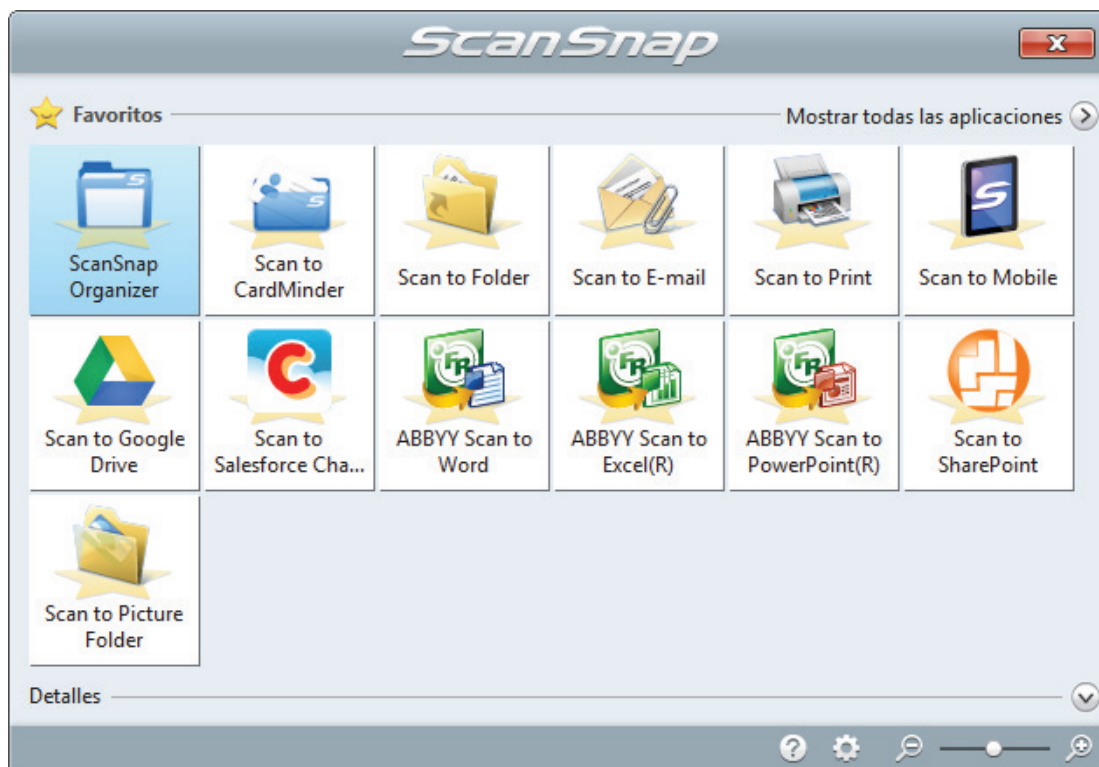 ScanSnap
Favoritos
Mostrar todas las aplicaciones
ScanSnap
Organizer
Scan to
CardMinder
Scan to Folder
Scan to E-mail
Scan to Print
Scan to Mobile
Scan to Google
Drive
Scan to
Salesforce Cha...
ABBYY Scan to
Word
ABBYY Scan to
Excel(R)
ABBYY Scan to
PowerPoint(R)
Scan to
SharePoint
Scan to Picture
Folder
Detalles